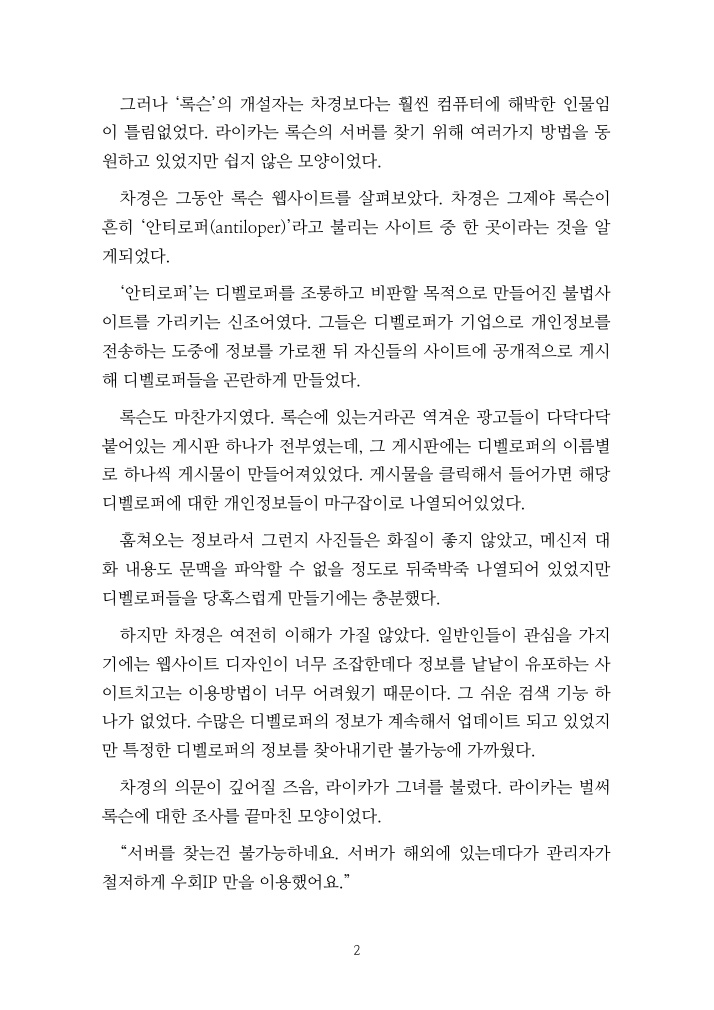 그러나 ‘록슨’의 개설자는 차경보다는 훨씬 컴퓨터에 해박한 인물임
이 틀림없었다. 라이카는 록슨의 서버를 찾기 위해 여러가지 방법을 동
원하고 있었지만 쉽지 않은 모양이었다.
차경은 그동안 록슨 웹사이트를 살펴보았다. 차경은 그제야 록슨이
흔히 ‘안티로퍼(antiloper)’라고 불리는 사이트 중 한 곳이라는 것을 알
게되었다.
‘안티로퍼’는 디벨로퍼를 조롱하고 비판할 목적으로 만들어진 불법사
이트를 가리키는 신조어였다. 그들은 디벨로퍼가 기업으로 개인정보를
전송하는 도중에 정보를 가로챈 뒤 자신들의 사이트에 공개적으로 게시
해 디벨로퍼들을 곤란하게 만들었다.
록슨도 마찬가지였다. 록슨에 있는거라곤 역겨운 광고들이 다닥다닥
붙어있는 게시판 하나가 전부였는데, 그 게시판에는 디벨로퍼의 이름별
로 하나씩 게시물이 만들어져있었다. 게시물을 클릭해서 들어가면 해당
디벨로퍼에 대한 개인정보들이 마구잡이로 나열되어있었다.
훔쳐오는 정보라서 그런지 사진들은 화질이 좋지 않았고, 메신저 대
화 내용도 문맥을 파악할 수 없을 정도로 뒤죽박죽 나열되어 있었지만
디벨로퍼들을 당혹스럽게 만들기에는 충분했다.
하지만 차경은 여전히 이해가 가질 않았다. 일반인들이 관심을 가지
기에는 웹사이트 디자인이 너무 조잡한데다 정보를 낱낱이 유포하는 사
이트치고는 이용방법이 너무 어려웠기 때문이다. 그 쉬운 검색 기능 하
나가 없었다. 수많은 디벨로퍼의 정보가 계속해서 업데이트 되고 있었지
만 특정한 디벨로퍼의 정보를 찾아내기란 불가능에 가까웠다.
차경의 의문이 깊어질 즈음, 라이카가 그녀를 불렀다. 라이카는 벌써
록슨에 대한 조사를 끝마친 모양이었다.
“서버를 찾는건 불가능하네요. 서버가 해외에 있는데다가 관리자가
철저하게 우회IP 만을 이용했어요.”
2